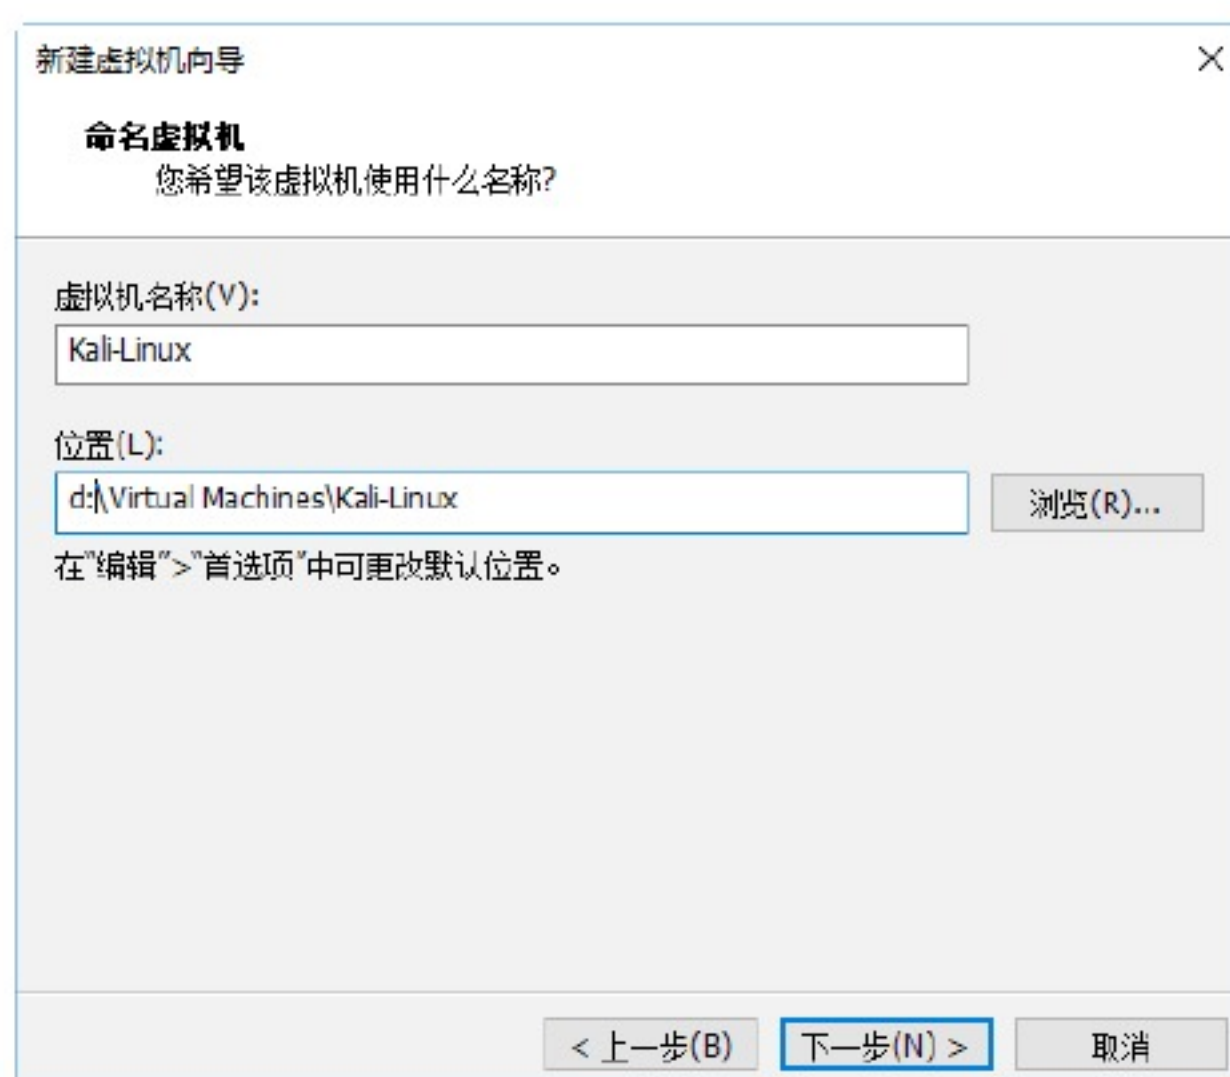 新建虚拟机向导
命名虚拟机
您希望该虚拟机使用什么名称?
虚拟机名称(V):
Kali-Linux
位置(L):
d:\Virtual Machines\Kali-Linux
浏览(R)...
在"编辑">"首选项"中可更改默认位置。
< 上一步(B) 下一步(N) > 取消